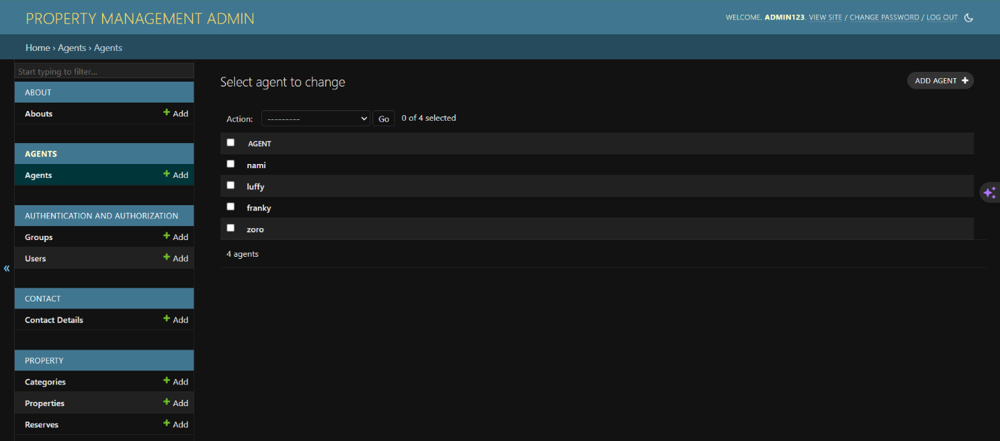 PROPERTY MANAGEMENT ADMIN
WELCOME, ADMIN123. VIEW SITE / CHANGE PASSWORD / LOG OUT
Home › Agents › Agents
Start typing to filter...
ABOUT
Abouts + Add
AGENTS
Agents + Add
AUTHENTICATION AND AUTHORIZATION
Groups + Add
Users + Add
«
CONTACT
Contact Details + Add
PROPERTY
Categories + Add
Properties + Add
Reserves + Add
Select agent to change
ADD AGENT +
Action: --------- Go 0 of 4 selected
AGENT
nami
luffy
franky
zoro
4 agents